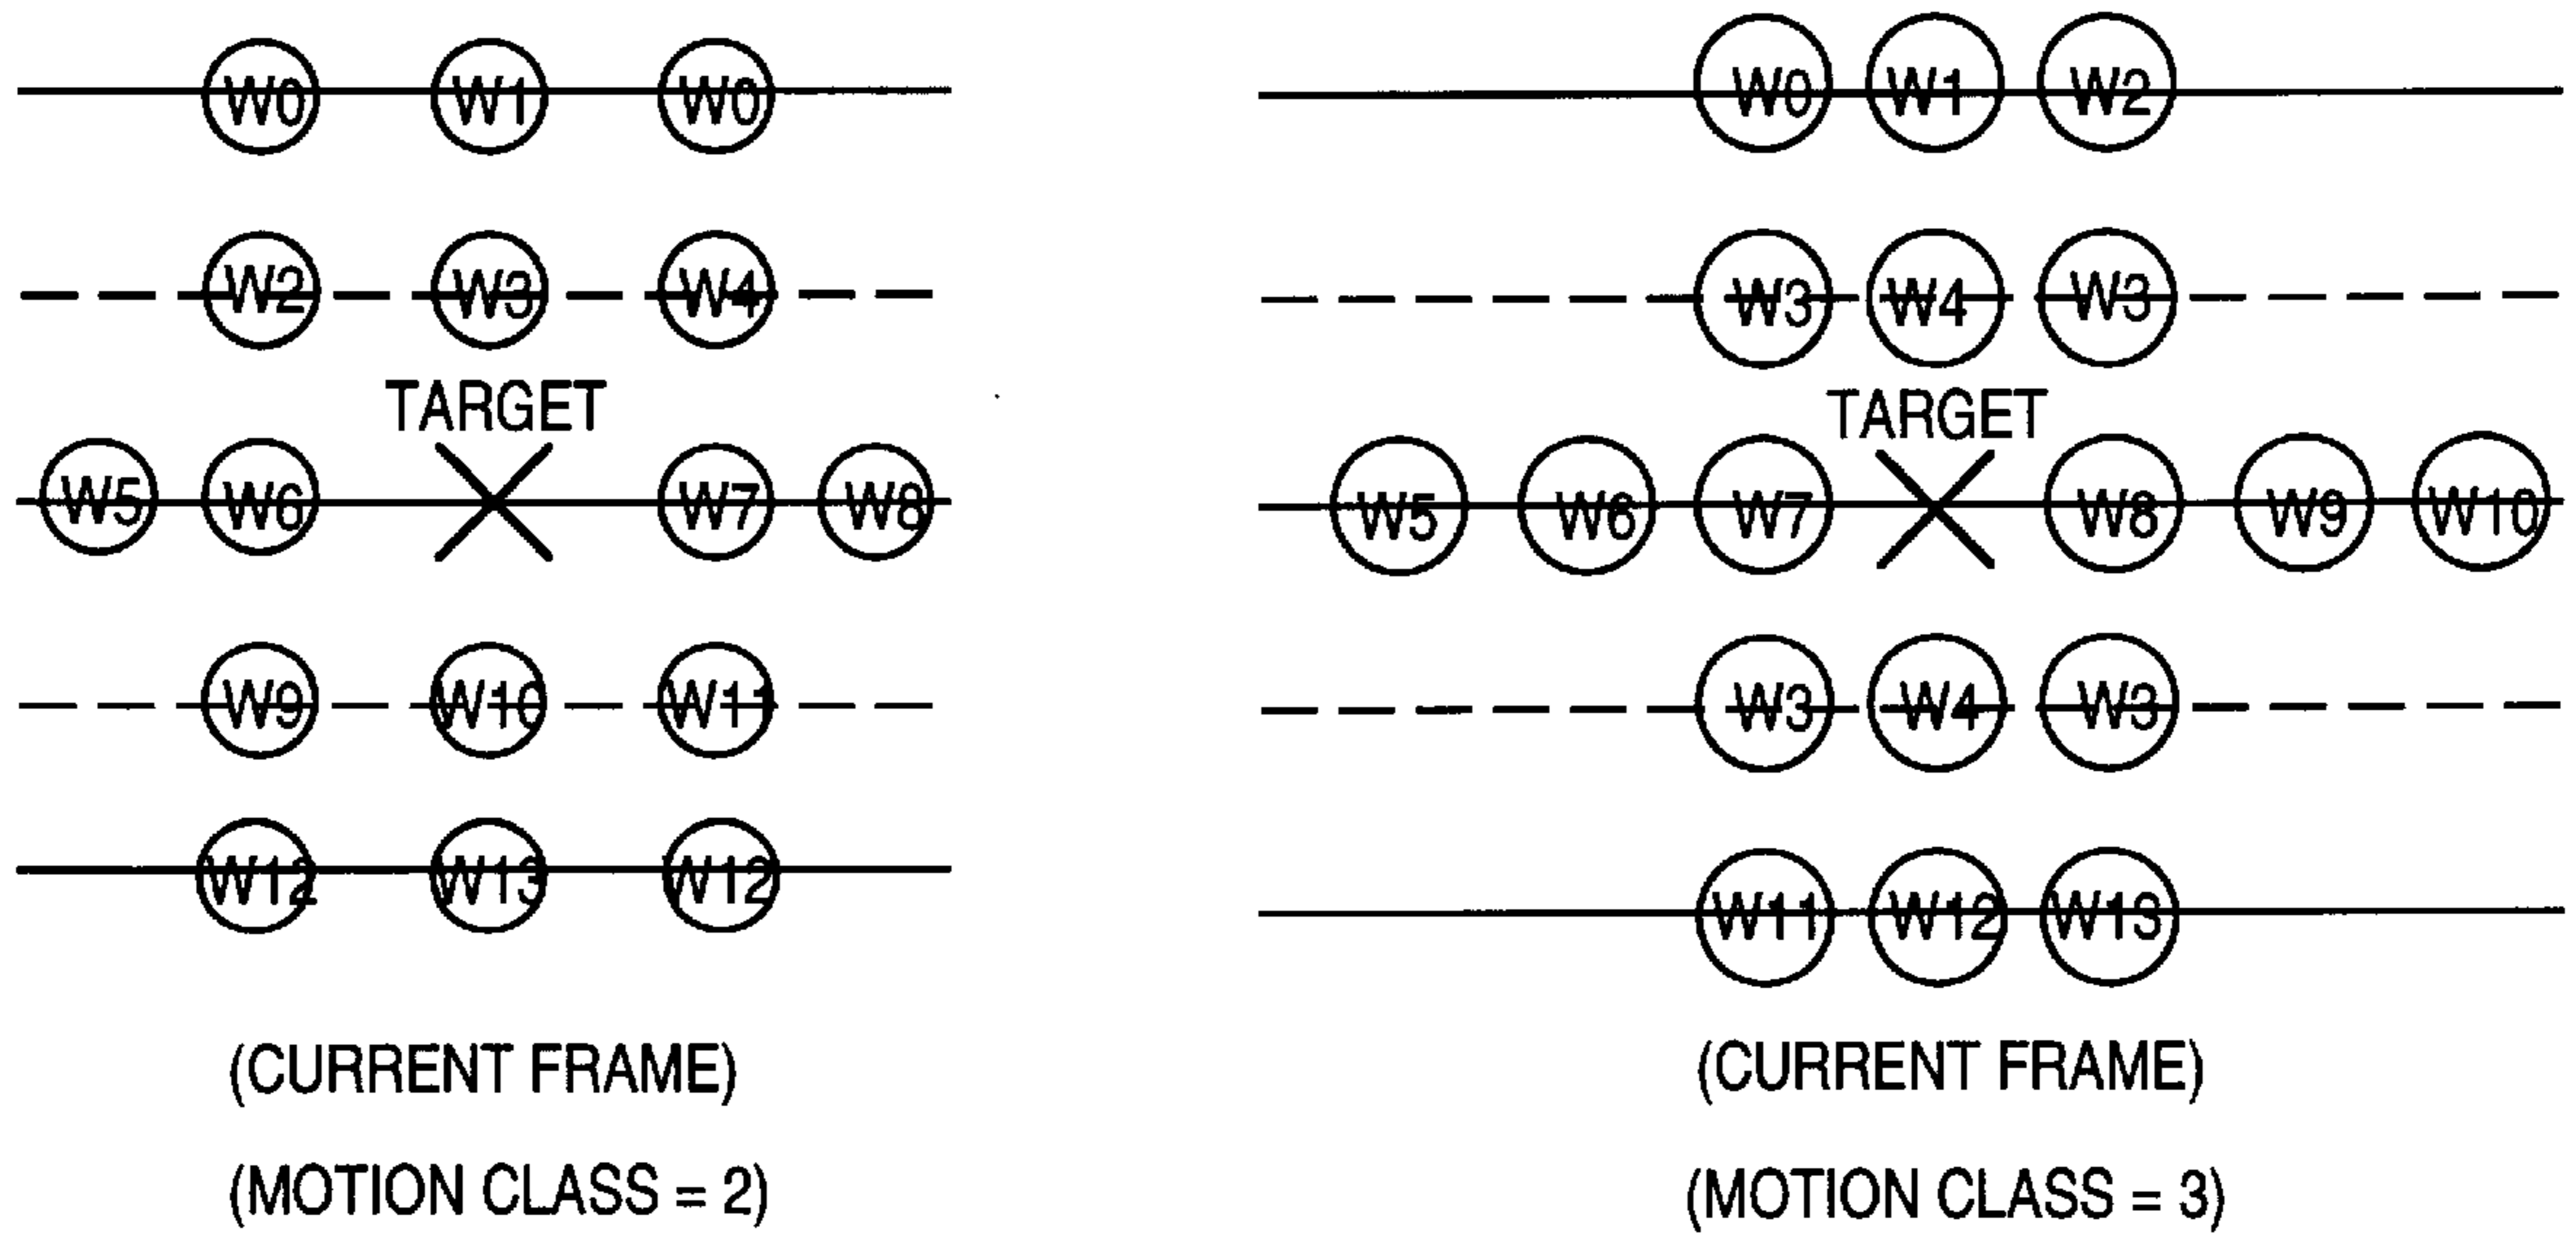 W0 W1 W0
W2 W3 W4
TARGET
W5 W6 W7 W8
W9 W10 W11
W12 W13 W12
(CURRENT FRAME)
(MOTION CLASS = 2)
W0 W1 W2
W3 W4 W3
TARGET
W5 W6 W7 W8 W9 W10
W3 W4 W3
W11 W12 W13
(CURRENT FRAME)
(MOTION CLASS = 3)